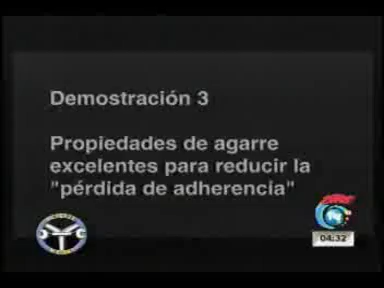 Demostración 3
Propiedades de agarre
excelentes para reducir la
"pérdida de adherencia"
04:32